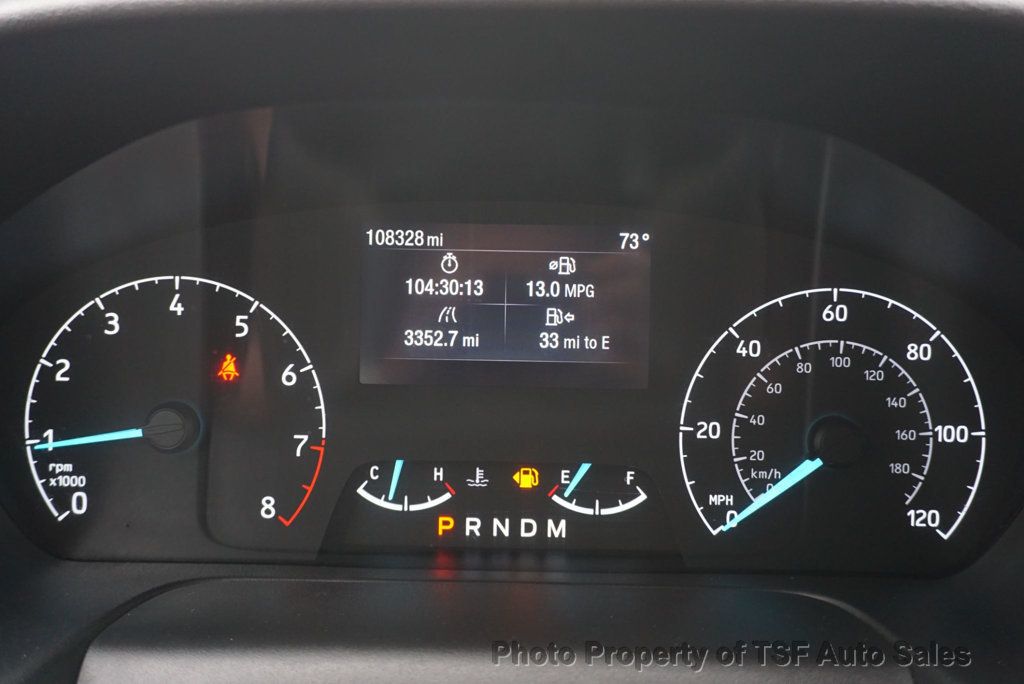 108328 mi 73°
104:30:13 13.0 MPG
3352.7 mi 33 mi to E
0 1 2 3 4 5 6 7 8
rpm
x1000
C H
E F
P R N D M
0 20 40 60 80 100 120
MPH
0 20 40 60 80 100 120 140 160 180
km/h
Photo Property of TSF Auto Sales